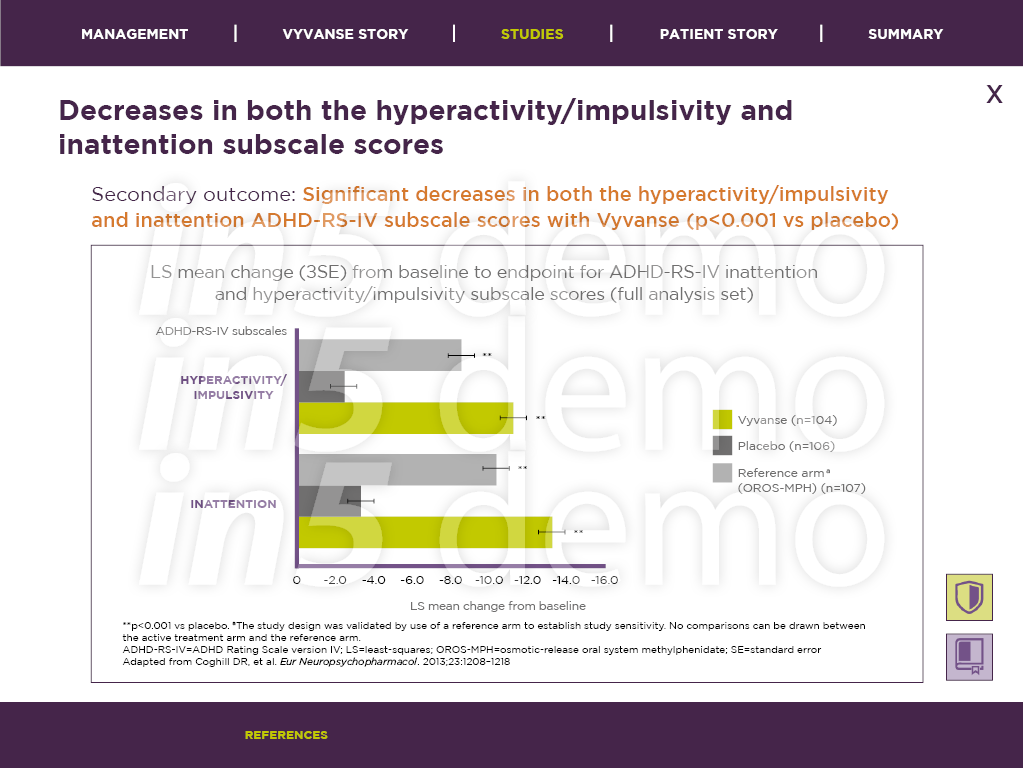 MANAGEMENT | VYVANSE STORY | STUDIES | PATIENT STORY | SUMMARY
X
Decreases in both the hyperactivity/impulsivity and
inattention subscale scores
Secondary outcome: Significant decreases in both the hyperactivity/impulsivity
and inattention ADHD-RS-IV subscale scores with Vyvanse (p<0.001 vs placebo)
LS mean change (3SE) from baseline to endpoint for ADHD-RS-IV inattention
and hyperactivity/impulsivity subscale scores (full analysis set)
ADHD-RS-IV subscales
**
HYPERACTIVITY/
IMPULSIVITY
**
**
INATTENTION
**
Vyvanse (n=104)
Placebo (n=106)
Reference armª
(OROS-MPH) (n=107)
0 -2.0 -4.0 -6.0 -8.0 -10.0 -12.0 -14.0 -16.0
LS mean change from baseline
**p<0.001 vs placebo. ªThe study design was validated by use of a reference arm to establish study sensitivity. No comparisons can be drawn between
the active treatment arm and the reference arm.
ADHD-RS-IV=ADHD Rating Scale version IV; LS=least-squares; OROS-MPH=osmotic-release oral system methylphenidate; SE=standard error
Adapted from Coghill DR, et al. Eur Neuropsychopharmacol. 2013;23:1208–1218
in5 demo
in5 demo
in5 demo
REFERENCES